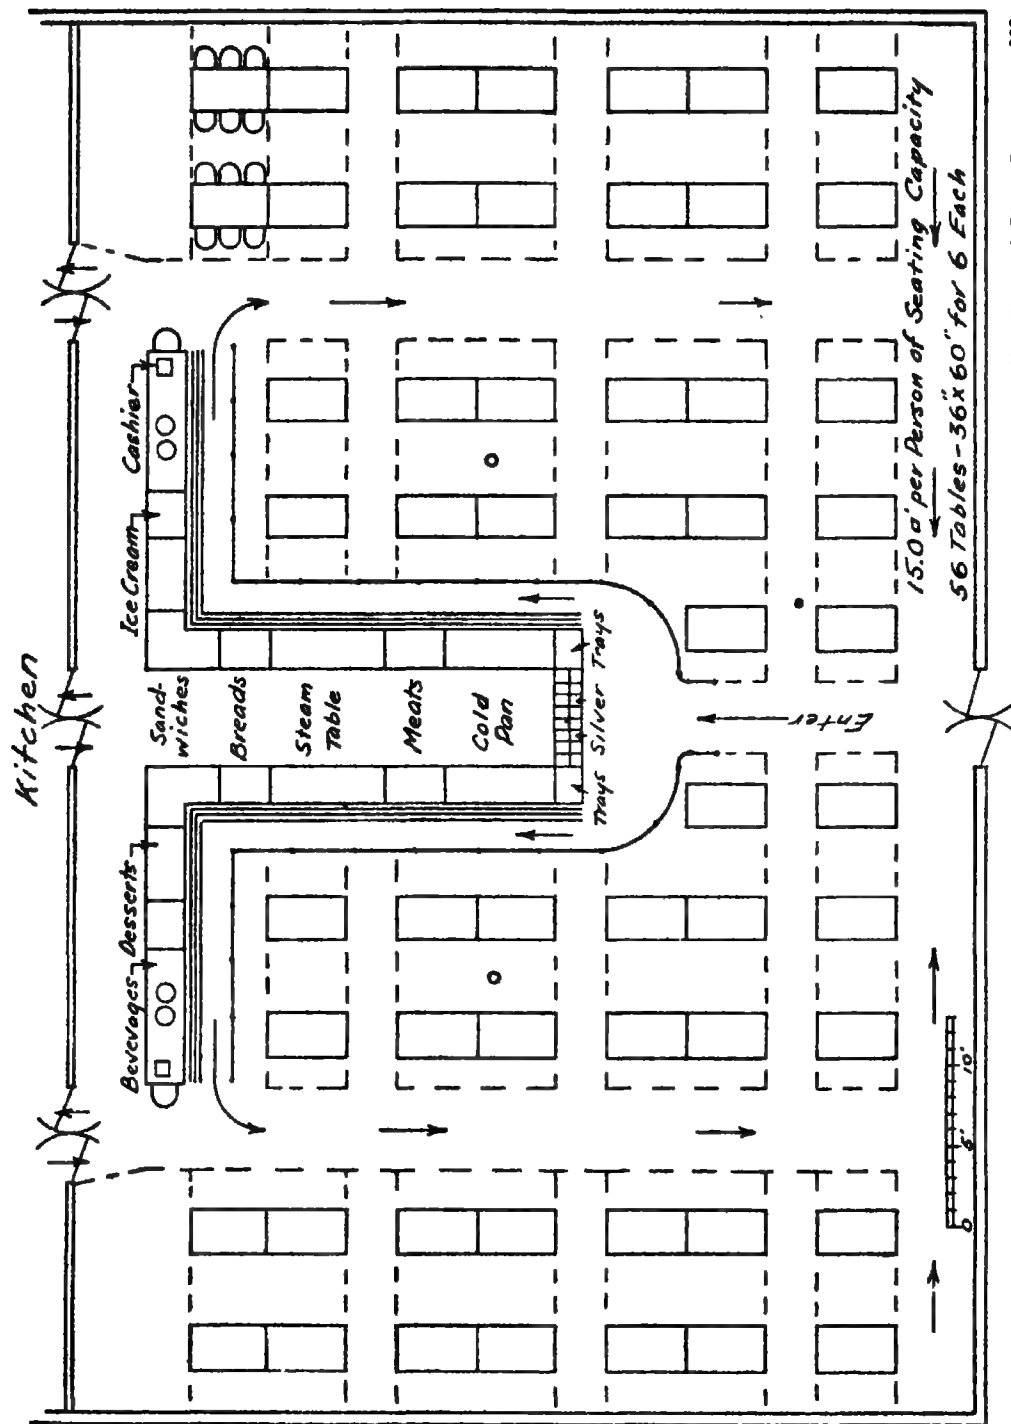 Kitchen
Beverages
Desserts
Ice Cream
Cashier
Sand-
wiches
Breads
Steam
Table
Meats
Cold
Pan
Trays Silver Trays
Enter
15.0 □' per Person of Seating Capacity
56 Tables - 36"x60" for 6 Each
0 5' 10'